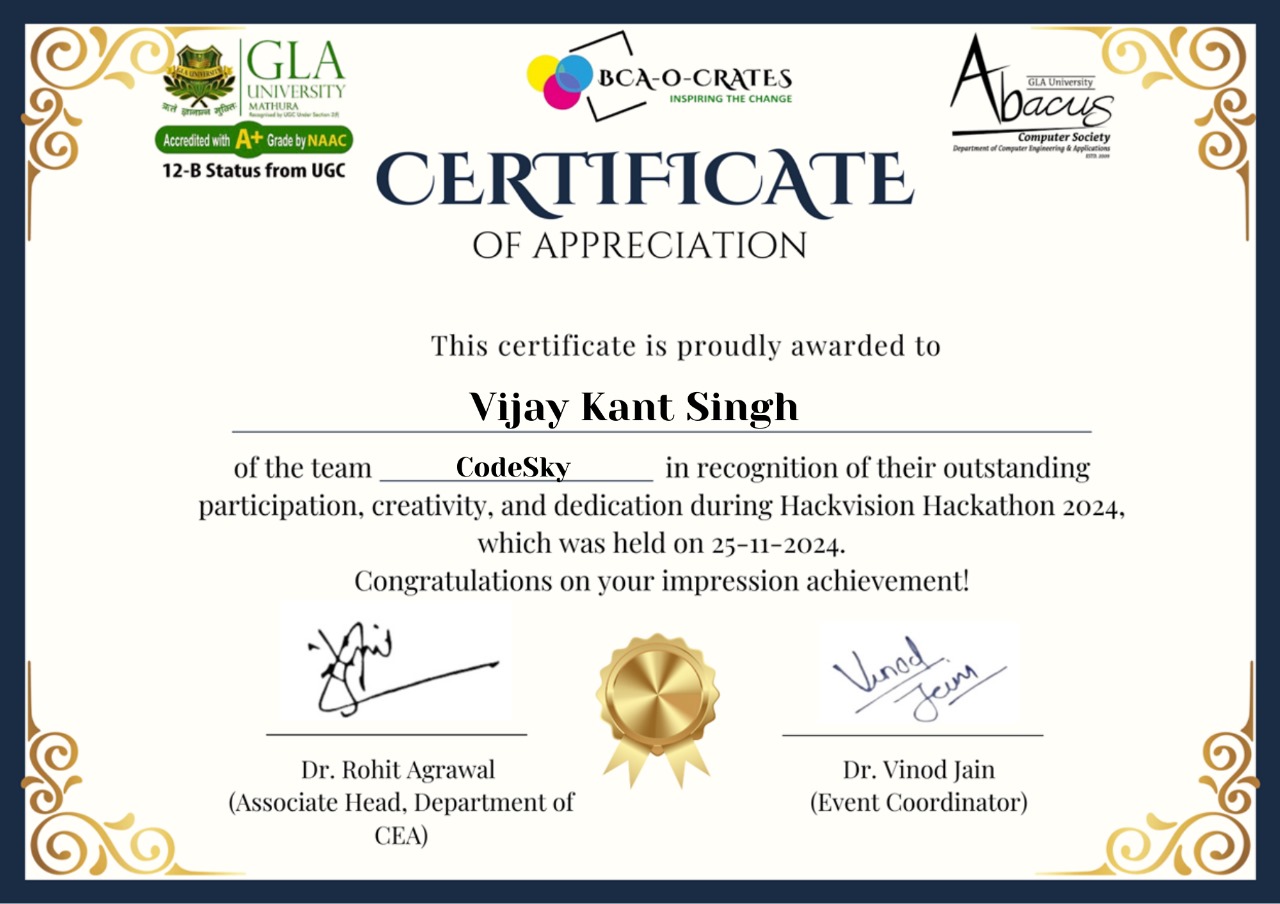 GLA
UNIVERSITY
MATHURA
Recognised by UGC Under Section 2(f)
GLA UNIVERSITY
Accredited with A+ Grade by NAAC
12-B Status from UGC
BCA-O-CRATES
INSPIRING THE CHANGE
GLA University
Abacus
Computer Society
Department of Computer Engineering & Applications
ESTD. 2009
CERTIFICATE
OF APPRECIATION
This certificate is proudly awarded to
Vijay Kant Singh
of the team CodeSky in recognition of their outstanding
participation, creativity, and dedication during Hackvision Hackathon 2024,
which was held on 25-11-2024.
Congratulations on your impression achievement!
Vinod
Jain
Dr. Rohit Agrawal
(Associate Head, Department of
CEA)
Dr. Vinod Jain
(Event Coordinator)